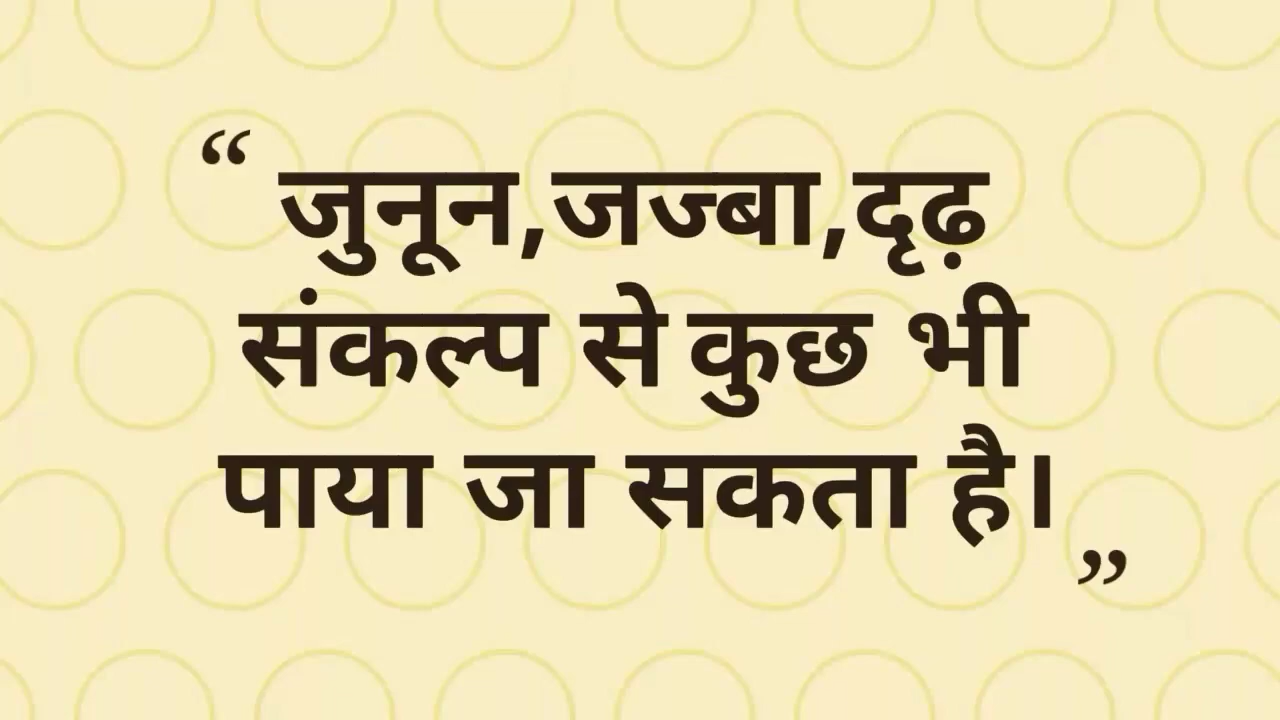 “ जुनून,जज्बा,दृढ़
संकल्प से कुछ भी
पाया जा सकता है। ”